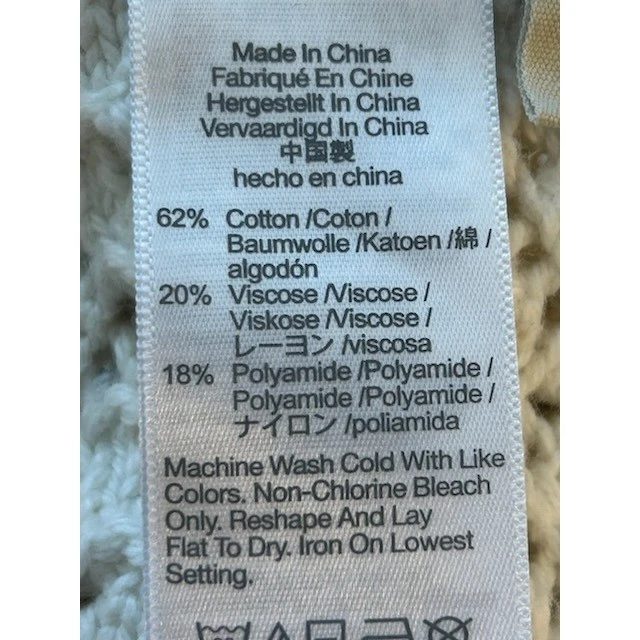 Made In China
Fabriqué En Chine
Hergestellt In China
Vervaardigd In China
中国製
hecho en china
62% Cotton /Coton /
Baumwolle /Katoen /綿 /
algodón
20% Viscose /Viscose /
Viskose /Viscose /
レーヨン /viscosa
18% Polyamide /Polyamide /
Polyamide /Polyamide /
ナイロン /poliamida
Machine Wash Cold With Like
Colors. Non-Chlorine Bleach
Only. Reshape And Lay
Flat To Dry. Iron On Lowest
Setting.